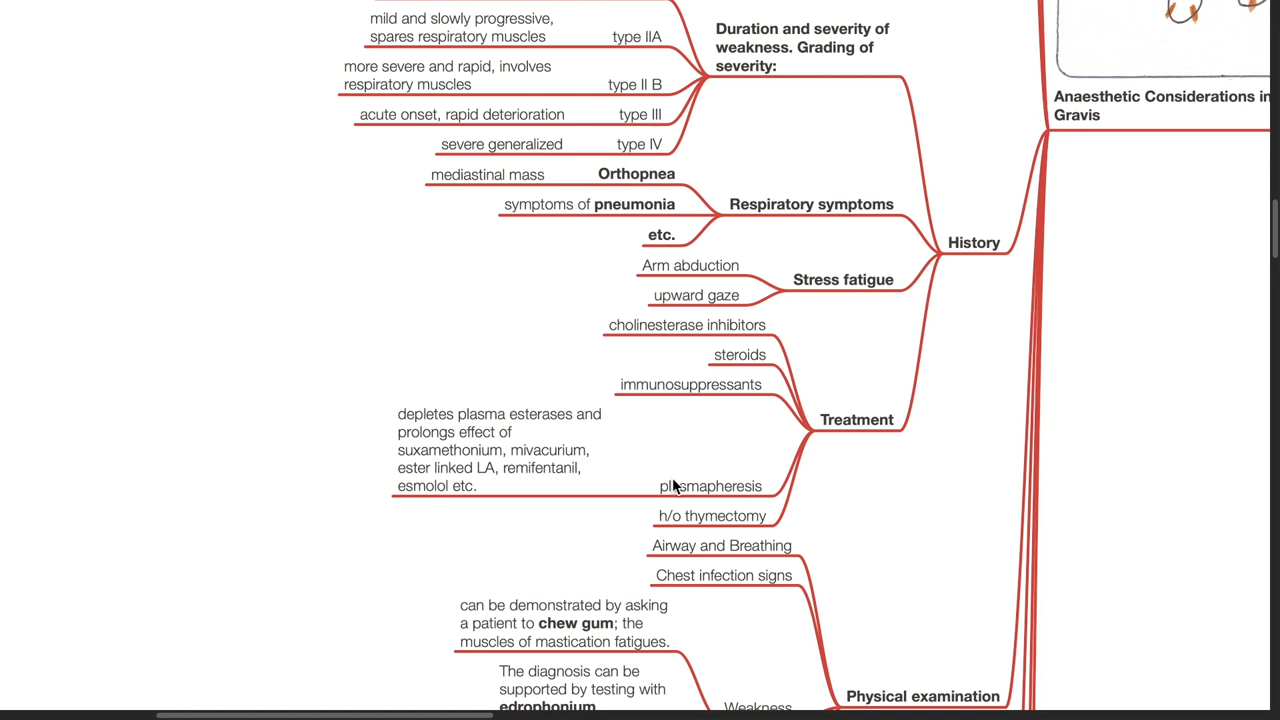 mild and slowly progressive,
spares respiratory muscles
type IIA
more severe and rapid, involves
respiratory muscles
type II B
acute onset, rapid deterioration
type III
severe generalized
type IV
Duration and severity of
weakness. Grading of
severity:
mediastinal mass
Orthopnea
symptoms of pneumonia
etc.
Respiratory symptoms
Arm abduction
upward gaze
Stress fatigue
cholinesterase inhibitors
steroids
immunosuppressants
depletes plasma esterases and
prolongs effect of
suxamethonium, mivacurium,
ester linked LA, remifentanil,
esmolol etc.
plasmapheresis
h/o thymectomy
Treatment
History
Airway and Breathing
Chest infection signs
can be demonstrated by asking
a patient to chew gum; the
muscles of mastication fatigues.
The diagnosis can be
supported by testing with
edrophonium
Weakness
Physical examination
Anaesthetic Considerations in
Gravis